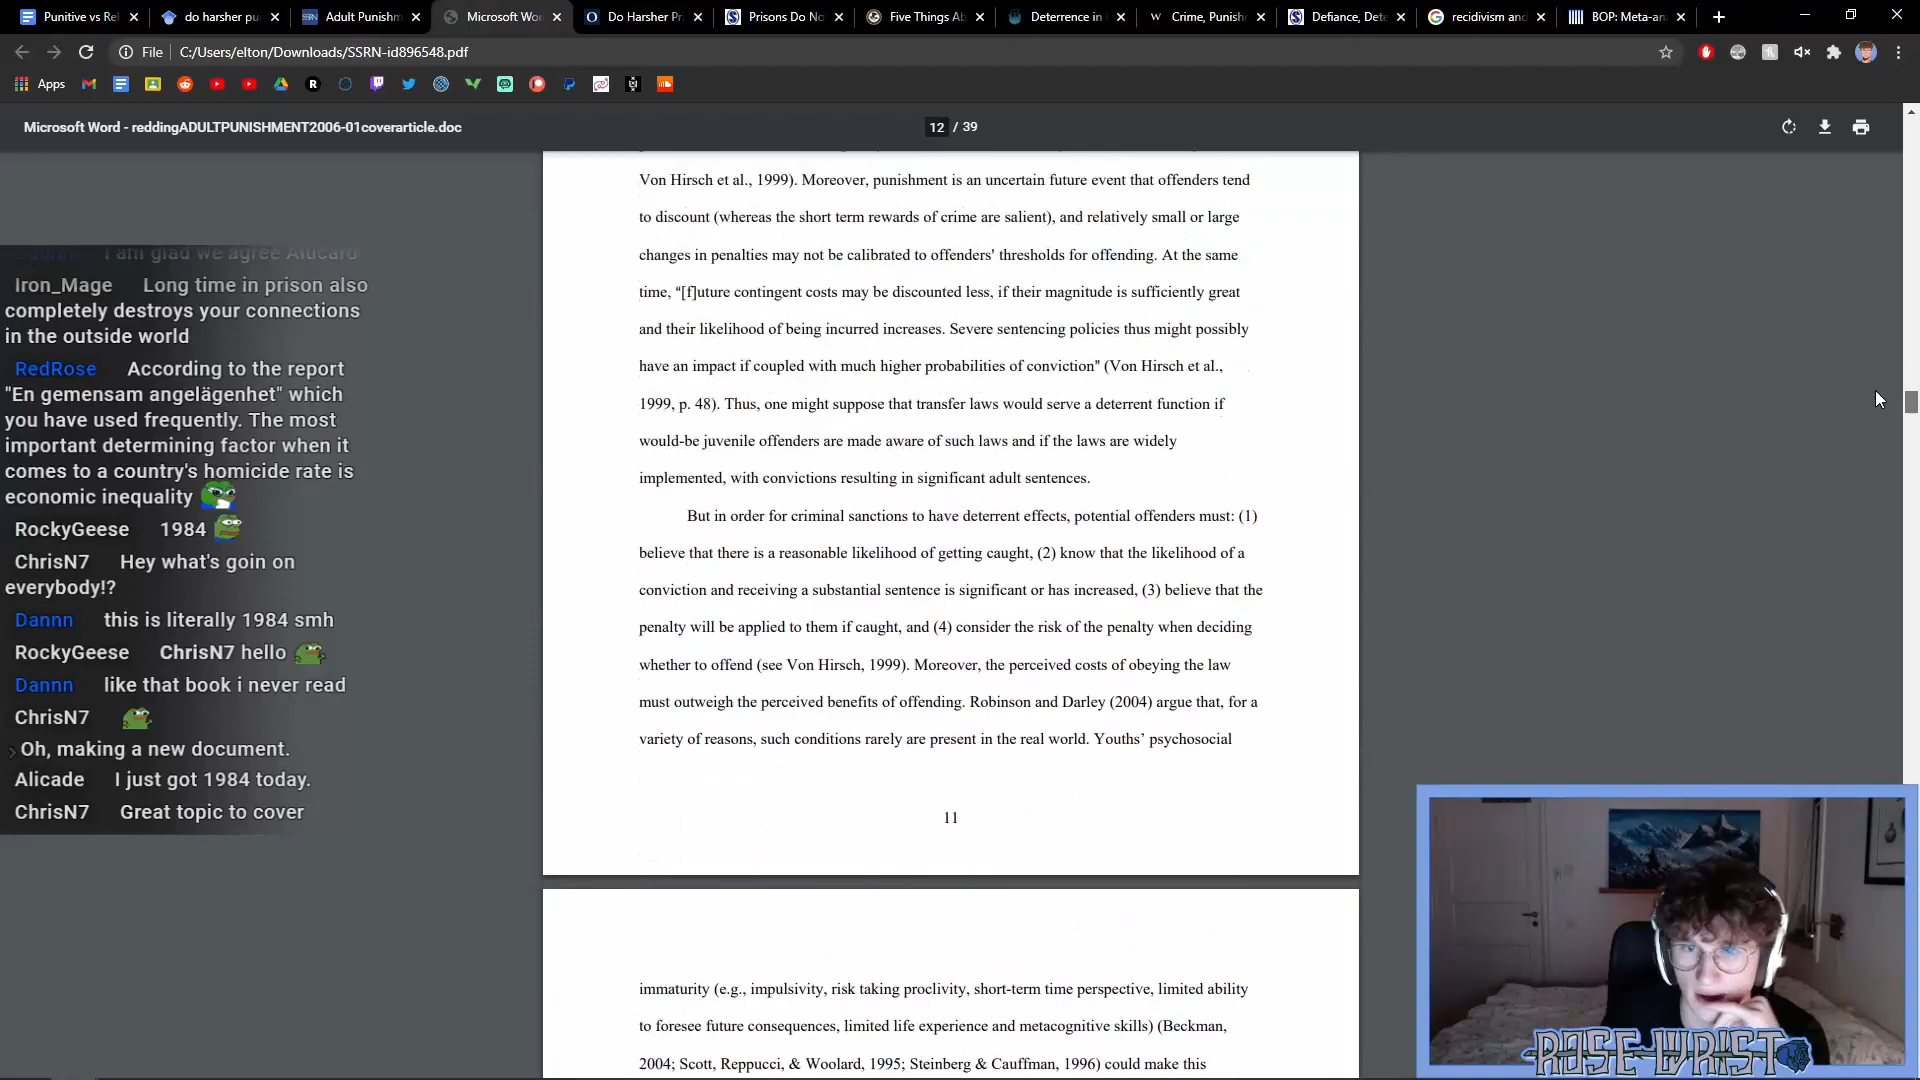 Punitive vs Rel
do harsher pu
Adult Punishm
Microsoft Wor
Do Harsher Pri
Prisons Do No
Five Things Ab
Deterrence in
Crime, Punish
Defiance, Dete
recidivism and
BOP: Meta-an
File C:/Users/elton/Downloads/SSRN-id896548.pdf
Apps
Microsoft Word - reddingADULTPUNISHMENT2006-01coverarticle.doc
12 / 39
I am glad we agree Alucard
Iron_Mage Long time in prison also
completely destroys your connections
in the outside world
RedRose According to the report
"En gemensam angelägenhet" which
you have used frequently. The most
important determining factor when it
comes to a country's homicide rate is
economic inequality
RockyGeese 1984
ChrisN7 Hey what's goin on
everybody!?
Dannn this is literally 1984 smh
RockyGeese ChrisN7 hello
Dannn like that book i never read
ChrisN7
Oh, making a new document.
Alicade I just got 1984 today.
ChrisN7 Great topic to cover
Von Hirsch et al., 1999). Moreover, punishment is an uncertain future event that offenders tend
to discount (whereas the short term rewards of crime are salient), and relatively small or large
changes in penalties may not be calibrated to offenders' thresholds for offending. At the same
time, "[f]uture contingent costs may be discounted less, if their magnitude is sufficiently great
and their likelihood of being incurred increases. Severe sentencing policies thus might possibly
have an impact if coupled with much higher probabilities of conviction" (Von Hirsch et al.,
1999, p. 48). Thus, one might suppose that transfer laws would serve a deterrent function if
would-be juvenile offenders are made aware of such laws and if the laws are widely
implemented, with convictions resulting in significant adult sentences.
But in order for criminal sanctions to have deterrent effects, potential offenders must: (1)
believe that there is a reasonable likelihood of getting caught, (2) know that the likelihood of a
conviction and receiving a substantial sentence is significant or has increased, (3) believe that the
penalty will be applied to them if caught, and (4) consider the risk of the penalty when deciding
whether to offend (see Von Hirsch, 1999). Moreover, the perceived costs of obeying the law
must outweigh the perceived benefits of offending. Robinson and Darley (2004) argue that, for a
variety of reasons, such conditions rarely are present in the real world. Youths' psychosocial
11
immaturity (e.g., impulsivity, risk taking proclivity, short-term time perspective, limited ability
to foresee future consequences, limited life experience and metacognitive skills) (Beckman,
2004; Scott, Reppucci, & Woolard, 1995; Steinberg & Cauffman, 1996) could make this
ROSE WRIST